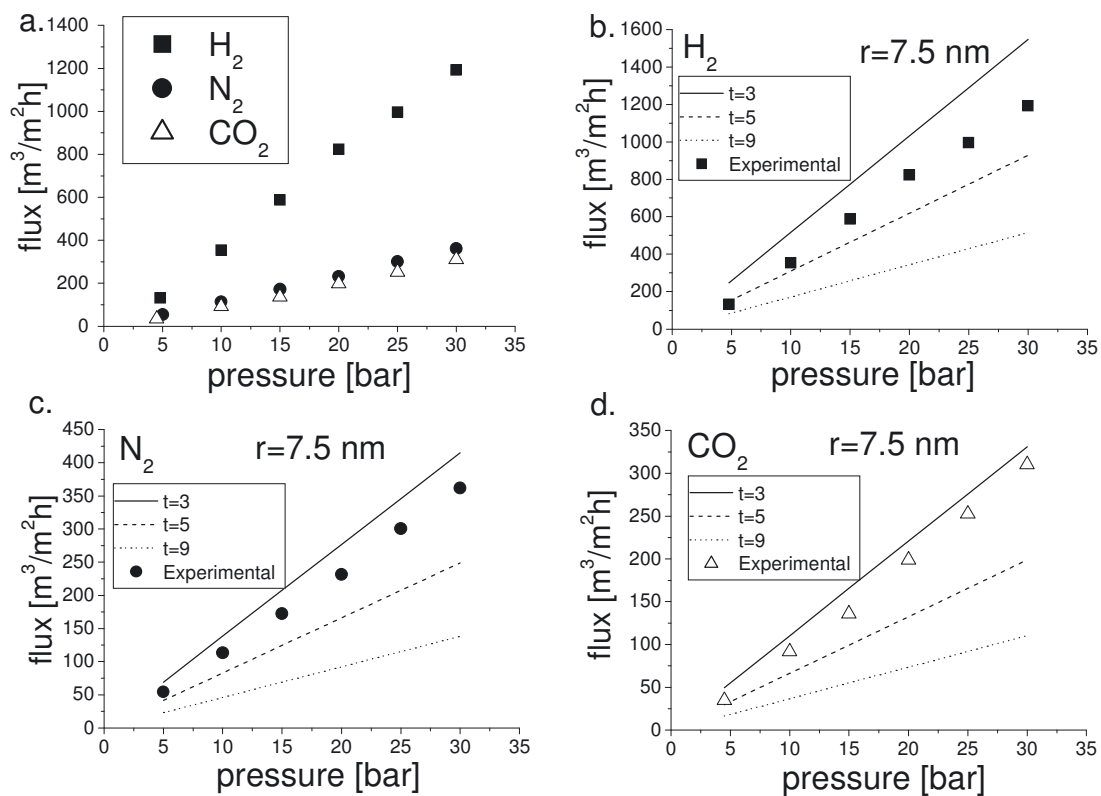 a.
1400
1200
1000
800
600
400
200
0
0 5 10 15 20 25 30 35
flux [m³/m²h]
pressure [bar]
H₂
N₂
CO₂
b.
H₂
r=7.5 nm
1600
1400
1200
1000
800
600
400
200
0
0 5 10 15 20 25 30 35
flux [m³/m²h]
pressure [bar]
t=3
t=5
t=9
Experimental
c.
N₂
r=7.5 nm
450
400
350
300
250
200
150
100
50
0
0 5 10 15 20 25 30 35
flux [m³/m²h]
pressure [bar]
t=3
t=5
t=9
Experimental
d.
CO₂
r=7.5 nm
350
300
250
200
150
100
50
0
0 5 10 15 20 25 30 35
flux [m³/m²h]
pressure [bar]
t=3
t=5
t=9
Experimental